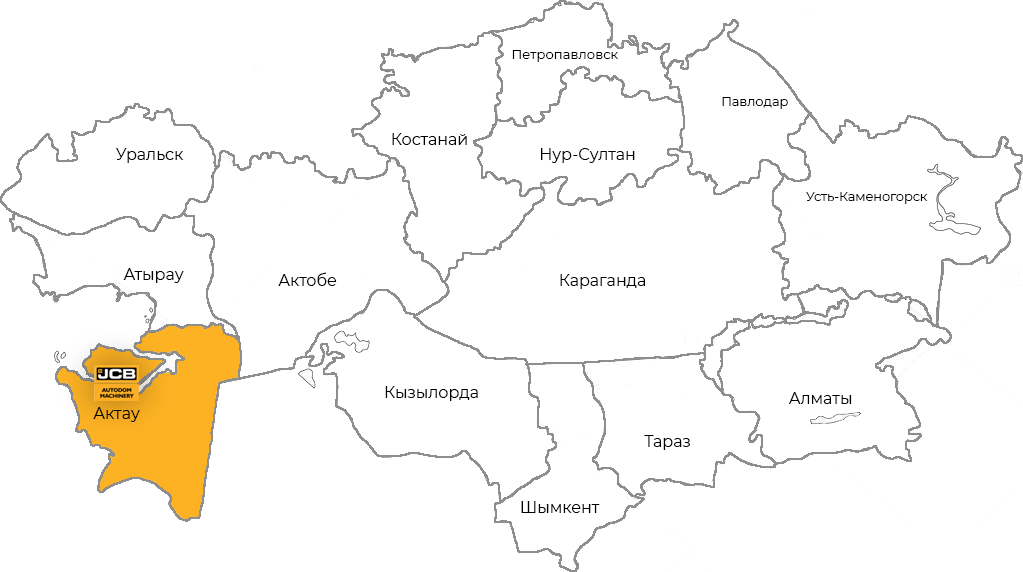 Петропавловск
Павлодар
Костанай
Уральск
Нур-Султан
Усть-Каменогорск
Атырау
Актобе
Караганда
JCB
AUTODOM
MACHINERY
Актау
Кызылорда
Алматы
Тараз
Шымкент